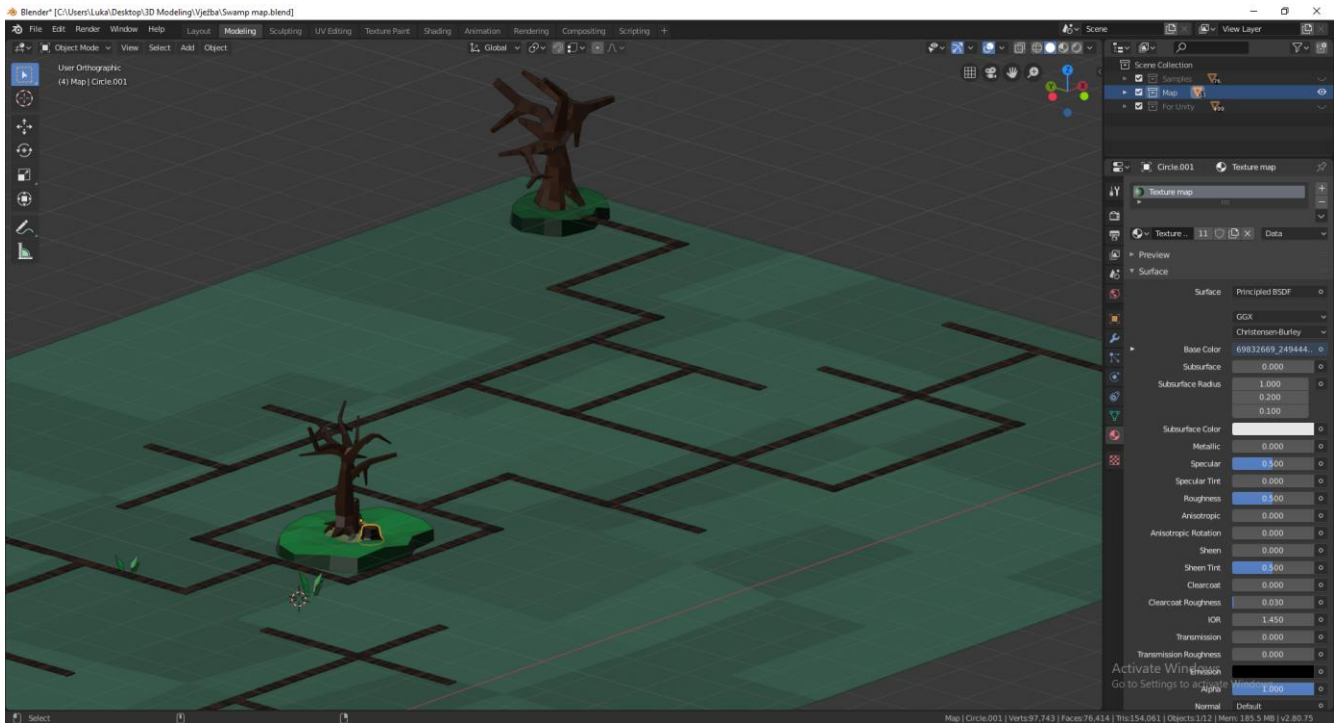 Blender* [C:\Users\Luka\Desktop\3D Modeling\Vježba\Swamp map.blend]
File Edit Render Window Help Layout Modeling Sculpting UV Editing Texture Paint Shading Animation Rendering Compositing Scripting + Scene View Layer
Object Mode View Select Add Object Global
User Orthographic
(4) Map | Circle.001
Scene Collection
Samples
Map
For Unity
Circle.001 Texture map
Texture map
Texture .. 11 Data
Preview
Surface
Surface Principled BSDF
GGX
Christensen-Burley
Base Color 69832669_249444..
Subsurface 0.000
Subsurface Radius 1.000
0.200
0.100
Subsurface Color
Metallic 0.000
Specular 0.500
Specular Tint 0.000
Roughness 0.500
Anisotropic 0.000
Anisotropic Rotation 0.000
Sheen 0.000
Sheen Tint 0.500
Clearcoat 0.000
Clearcoat Roughness 0.030
IOR 1.450
Transmission 0.000
Transmission Roughness 0.000
Activate Windows
Emission
Go to Settings to activate Windows.
Alpha 1.000
Normal Default
Select
Map | Circle.001 | Verts:97,743 | Faces:76,414 | Tris:154,061 | Objects:1/12 | Mem: 185.5 MB | v2.80.75